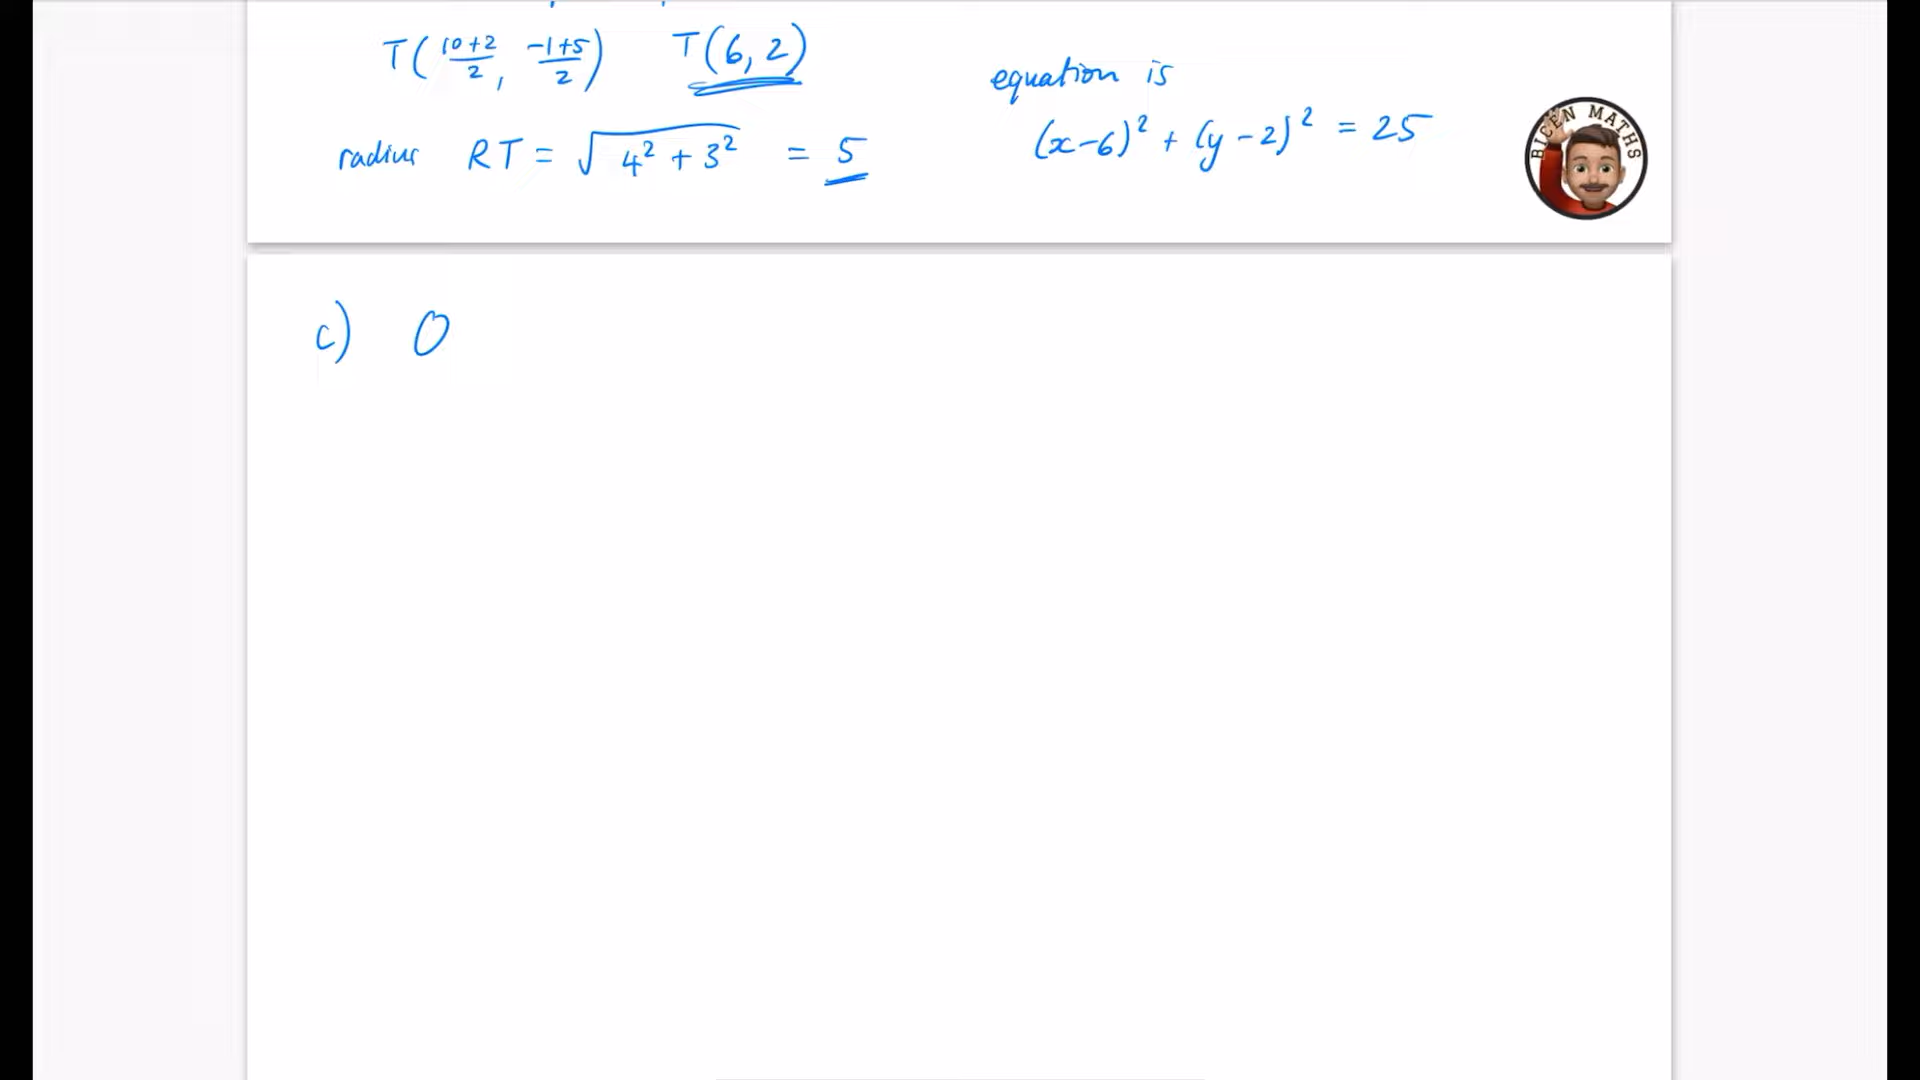 T(10+2/2, -1+5/2) T(6, 2)
radius RT = √4² + 3² = 5
equation is
(x-6)² + (y-2)² = 25
BICEN MATHS
c) O